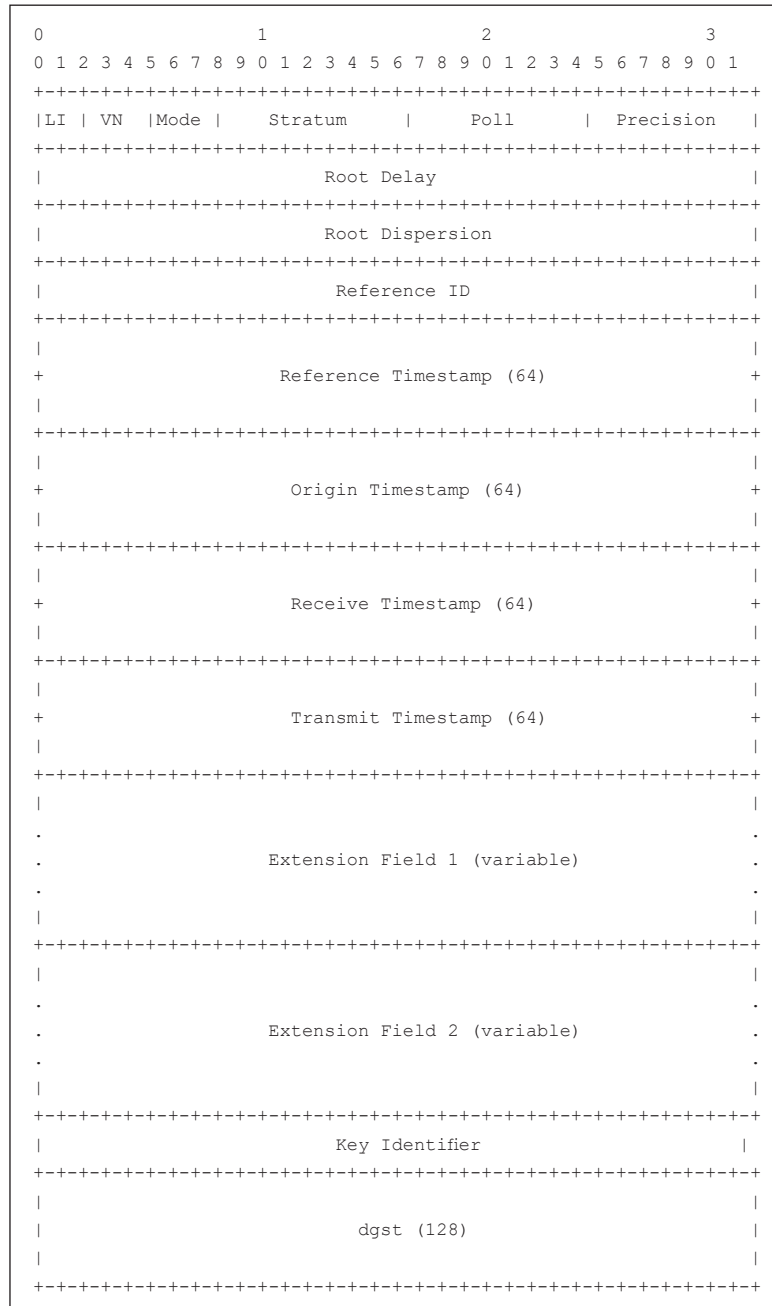 0                   1                   2                   3
0 1 2 3 4 5 6 7 8 9 0 1 2 3 4 5 6 7 8 9 0 1 2 3 4 5 6 7 8 9 0 1
+-+-+-+-+-+-+-+-+-+-+-+-+-+-+-+-+-+-+-+-+-+-+-+-+-+-+-+-+-+-+-+-+
|LI | VN  |Mode |    Stratum     |     Poll      |  Precision   |
+-+-+-+-+-+-+-+-+-+-+-+-+-+-+-+-+-+-+-+-+-+-+-+-+-+-+-+-+-+-+-+-+
|                         Root Delay                            |
+-+-+-+-+-+-+-+-+-+-+-+-+-+-+-+-+-+-+-+-+-+-+-+-+-+-+-+-+-+-+-+-+
|                         Root Dispersion                       |
+-+-+-+-+-+-+-+-+-+-+-+-+-+-+-+-+-+-+-+-+-+-+-+-+-+-+-+-+-+-+-+-+
|                          Reference ID                         |
+-+-+-+-+-+-+-+-+-+-+-+-+-+-+-+-+-+-+-+-+-+-+-+-+-+-+-+-+-+-+-+-+
|                                                               |
+                     Reference Timestamp (64)                  +
|                                                               |
+-+-+-+-+-+-+-+-+-+-+-+-+-+-+-+-+-+-+-+-+-+-+-+-+-+-+-+-+-+-+-+-+
|                                                               |
+                      Origin Timestamp (64)                    +
|                                                               |
+-+-+-+-+-+-+-+-+-+-+-+-+-+-+-+-+-+-+-+-+-+-+-+-+-+-+-+-+-+-+-+-+
|                                                               |
+                      Receive Timestamp (64)                   +
|                                                               |
+-+-+-+-+-+-+-+-+-+-+-+-+-+-+-+-+-+-+-+-+-+-+-+-+-+-+-+-+-+-+-+-+
|                                                               |
+                      Transmit Timestamp (64)                  +
|                                                               |
+-+-+-+-+-+-+-+-+-+-+-+-+-+-+-+-+-+-+-+-+-+-+-+-+-+-+-+-+-+-+-+-+
|                                                               |
.                                                               .
.                    Extension Field 1 (variable)               .
.                                                               .
|                                                               |
+-+-+-+-+-+-+-+-+-+-+-+-+-+-+-+-+-+-+-+-+-+-+-+-+-+-+-+-+-+-+-+-+
|                                                               |
.                                                               .
.                    Extension Field 2 (variable)               .
.                                                               .
|                                                               |
+-+-+-+-+-+-+-+-+-+-+-+-+-+-+-+-+-+-+-+-+-+-+-+-+-+-+-+-+-+-+-+-+
|                          Key Identifier                       |
+-+-+-+-+-+-+-+-+-+-+-+-+-+-+-+-+-+-+-+-+-+-+-+-+-+-+-+-+-+-+-+-+
|                                                               |
|                            dgst (128)                         |
|                                                               |
+-+-+-+-+-+-+-+-+-+-+-+-+-+-+-+-+-+-+-+-+-+-+-+-+-+-+-+-+-+-+-+-+